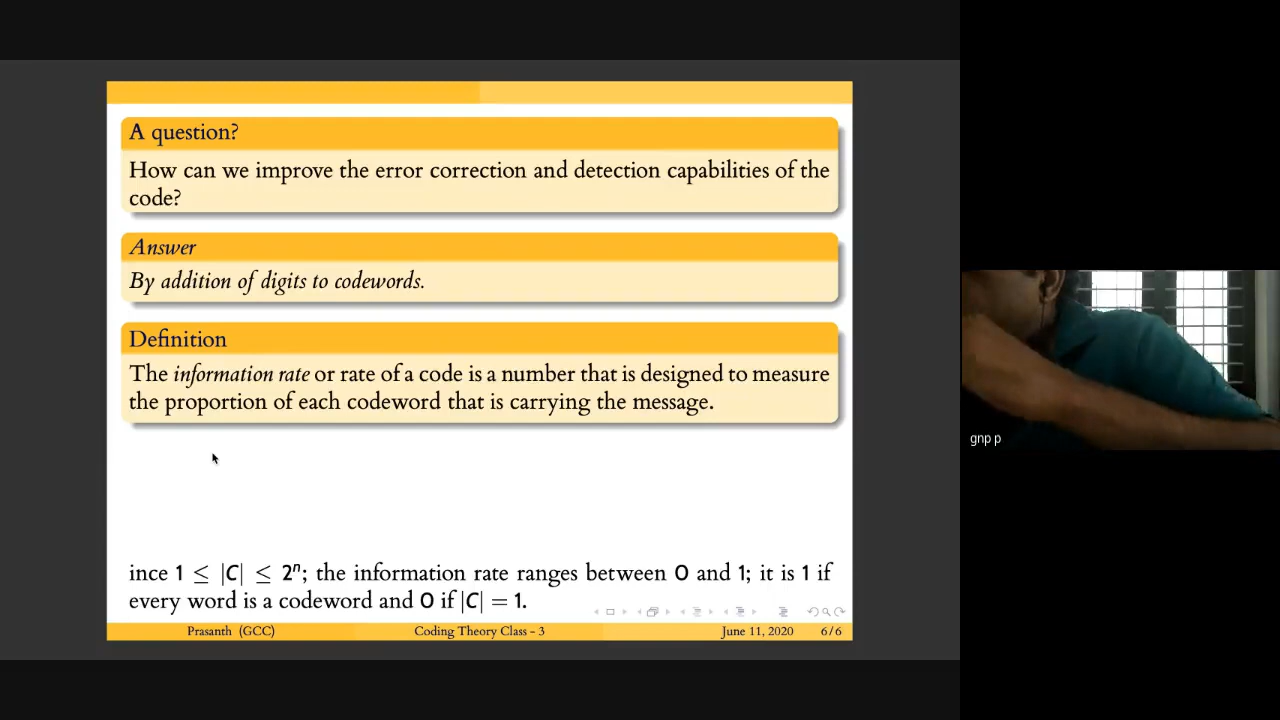 A question?
How can we improve the error correction and detection capabilities of the
code?
Answer
By addition of digits to codewords.
Definition
The information rate or rate of a code is a number that is designed to measure
the proportion of each codeword that is carrying the message.
ince 1 ≤ |C| ≤ 2ⁿ; the information rate ranges between 0 and 1; it is 1 if
every word is a codeword and 0 if |C| = 1.
Prasanth (GCC) Coding Theory Class - 3 June 11, 2020 6/6
gnp p